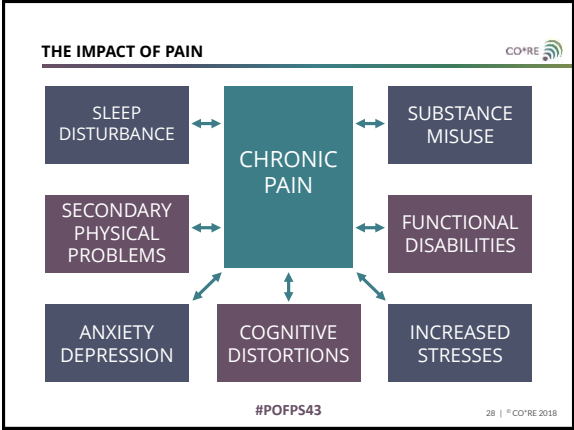 THE IMPACT OF PAIN
CO*RE
SLEEP
DISTURBANCE
CHRONIC
PAIN
SUBSTANCE
MISUSE
SECONDARY
PHYSICAL
PROBLEMS
FUNCTIONAL
DISABILITIES
ANXIETY
DEPRESSION
COGNITIVE
DISTORTIONS
INCREASED
STRESSES
#POFPS43
28 | © CO*RE 2018